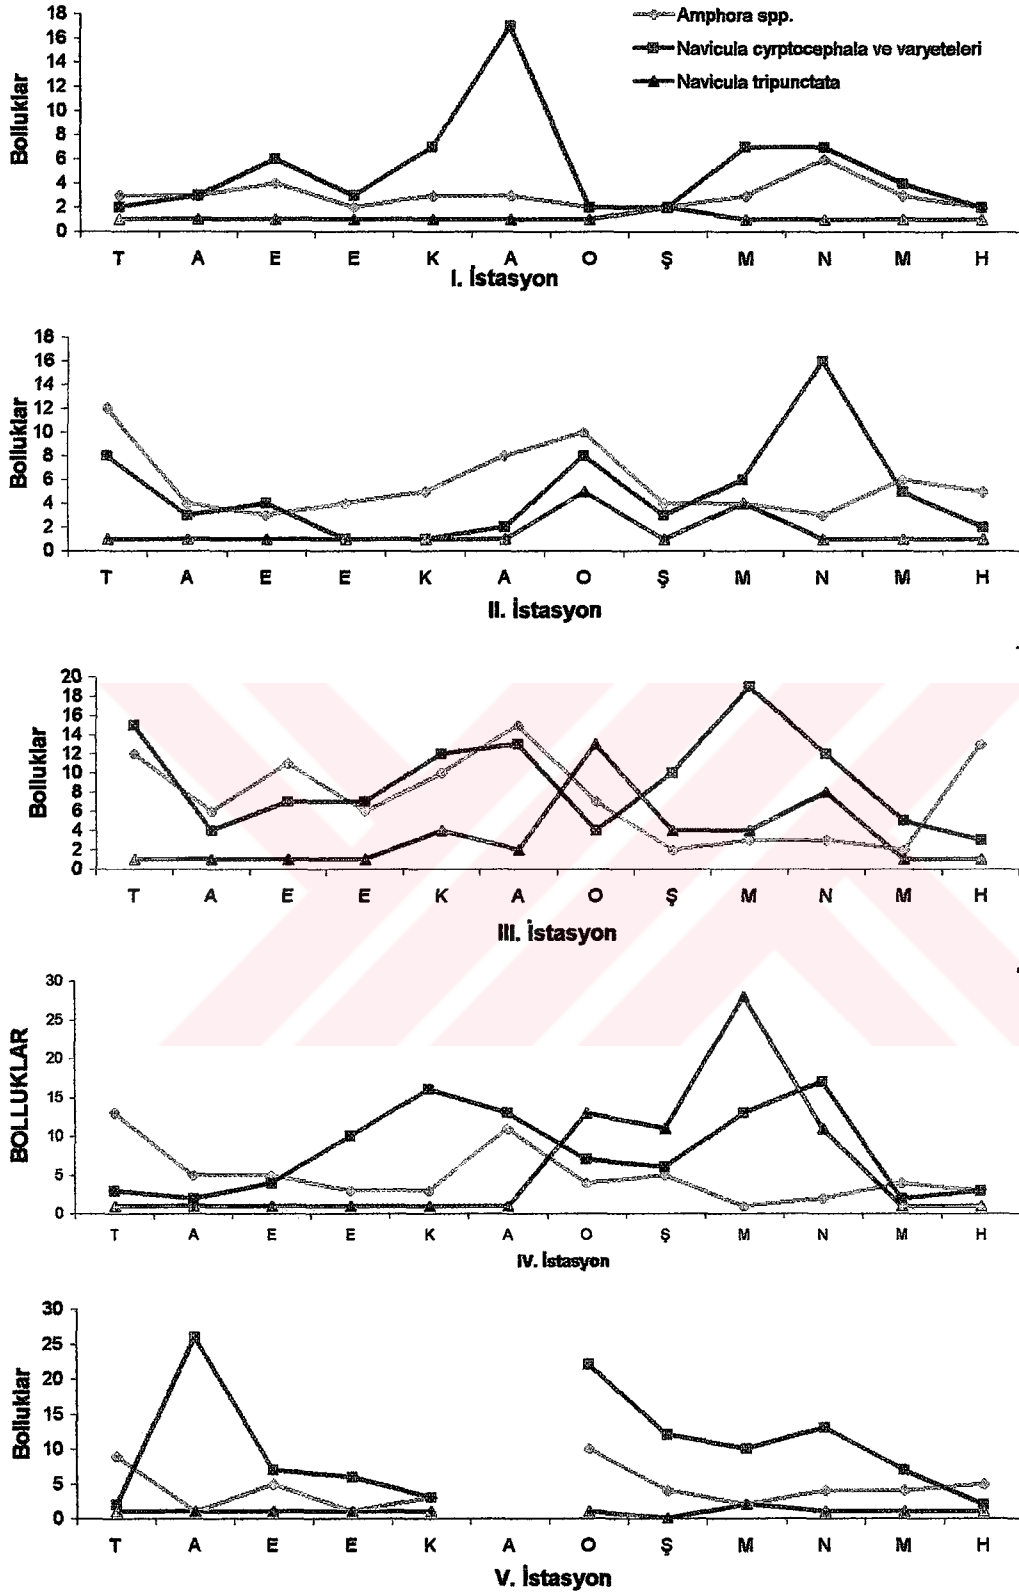 Amphora spp.
Navicula cyrptocephala ve varyeteleri
Navicula tripunctata
Bolluklar
18
16
14
12
10
8
6
4
2
0
T A E E K A O Ş M N M H
I. İstasyon
Bolluklar
18
16
14
12
10
8
6
4
2
0
T A E E K A O Ş M N M H
II. İstasyon
Bolluklar
20
18
16
14
12
10
8
6
4
2
0
T A E E K A O Ş M N M H
III. İstasyon
BOLLUKLAR
30
25
20
15
10
5
0
T A E E K A O Ş M N M H
IV. İstasyon
Bolluklar
30
25
20
15
10
5
0
T A E E K A O Ş M N M H
V. İstasyon